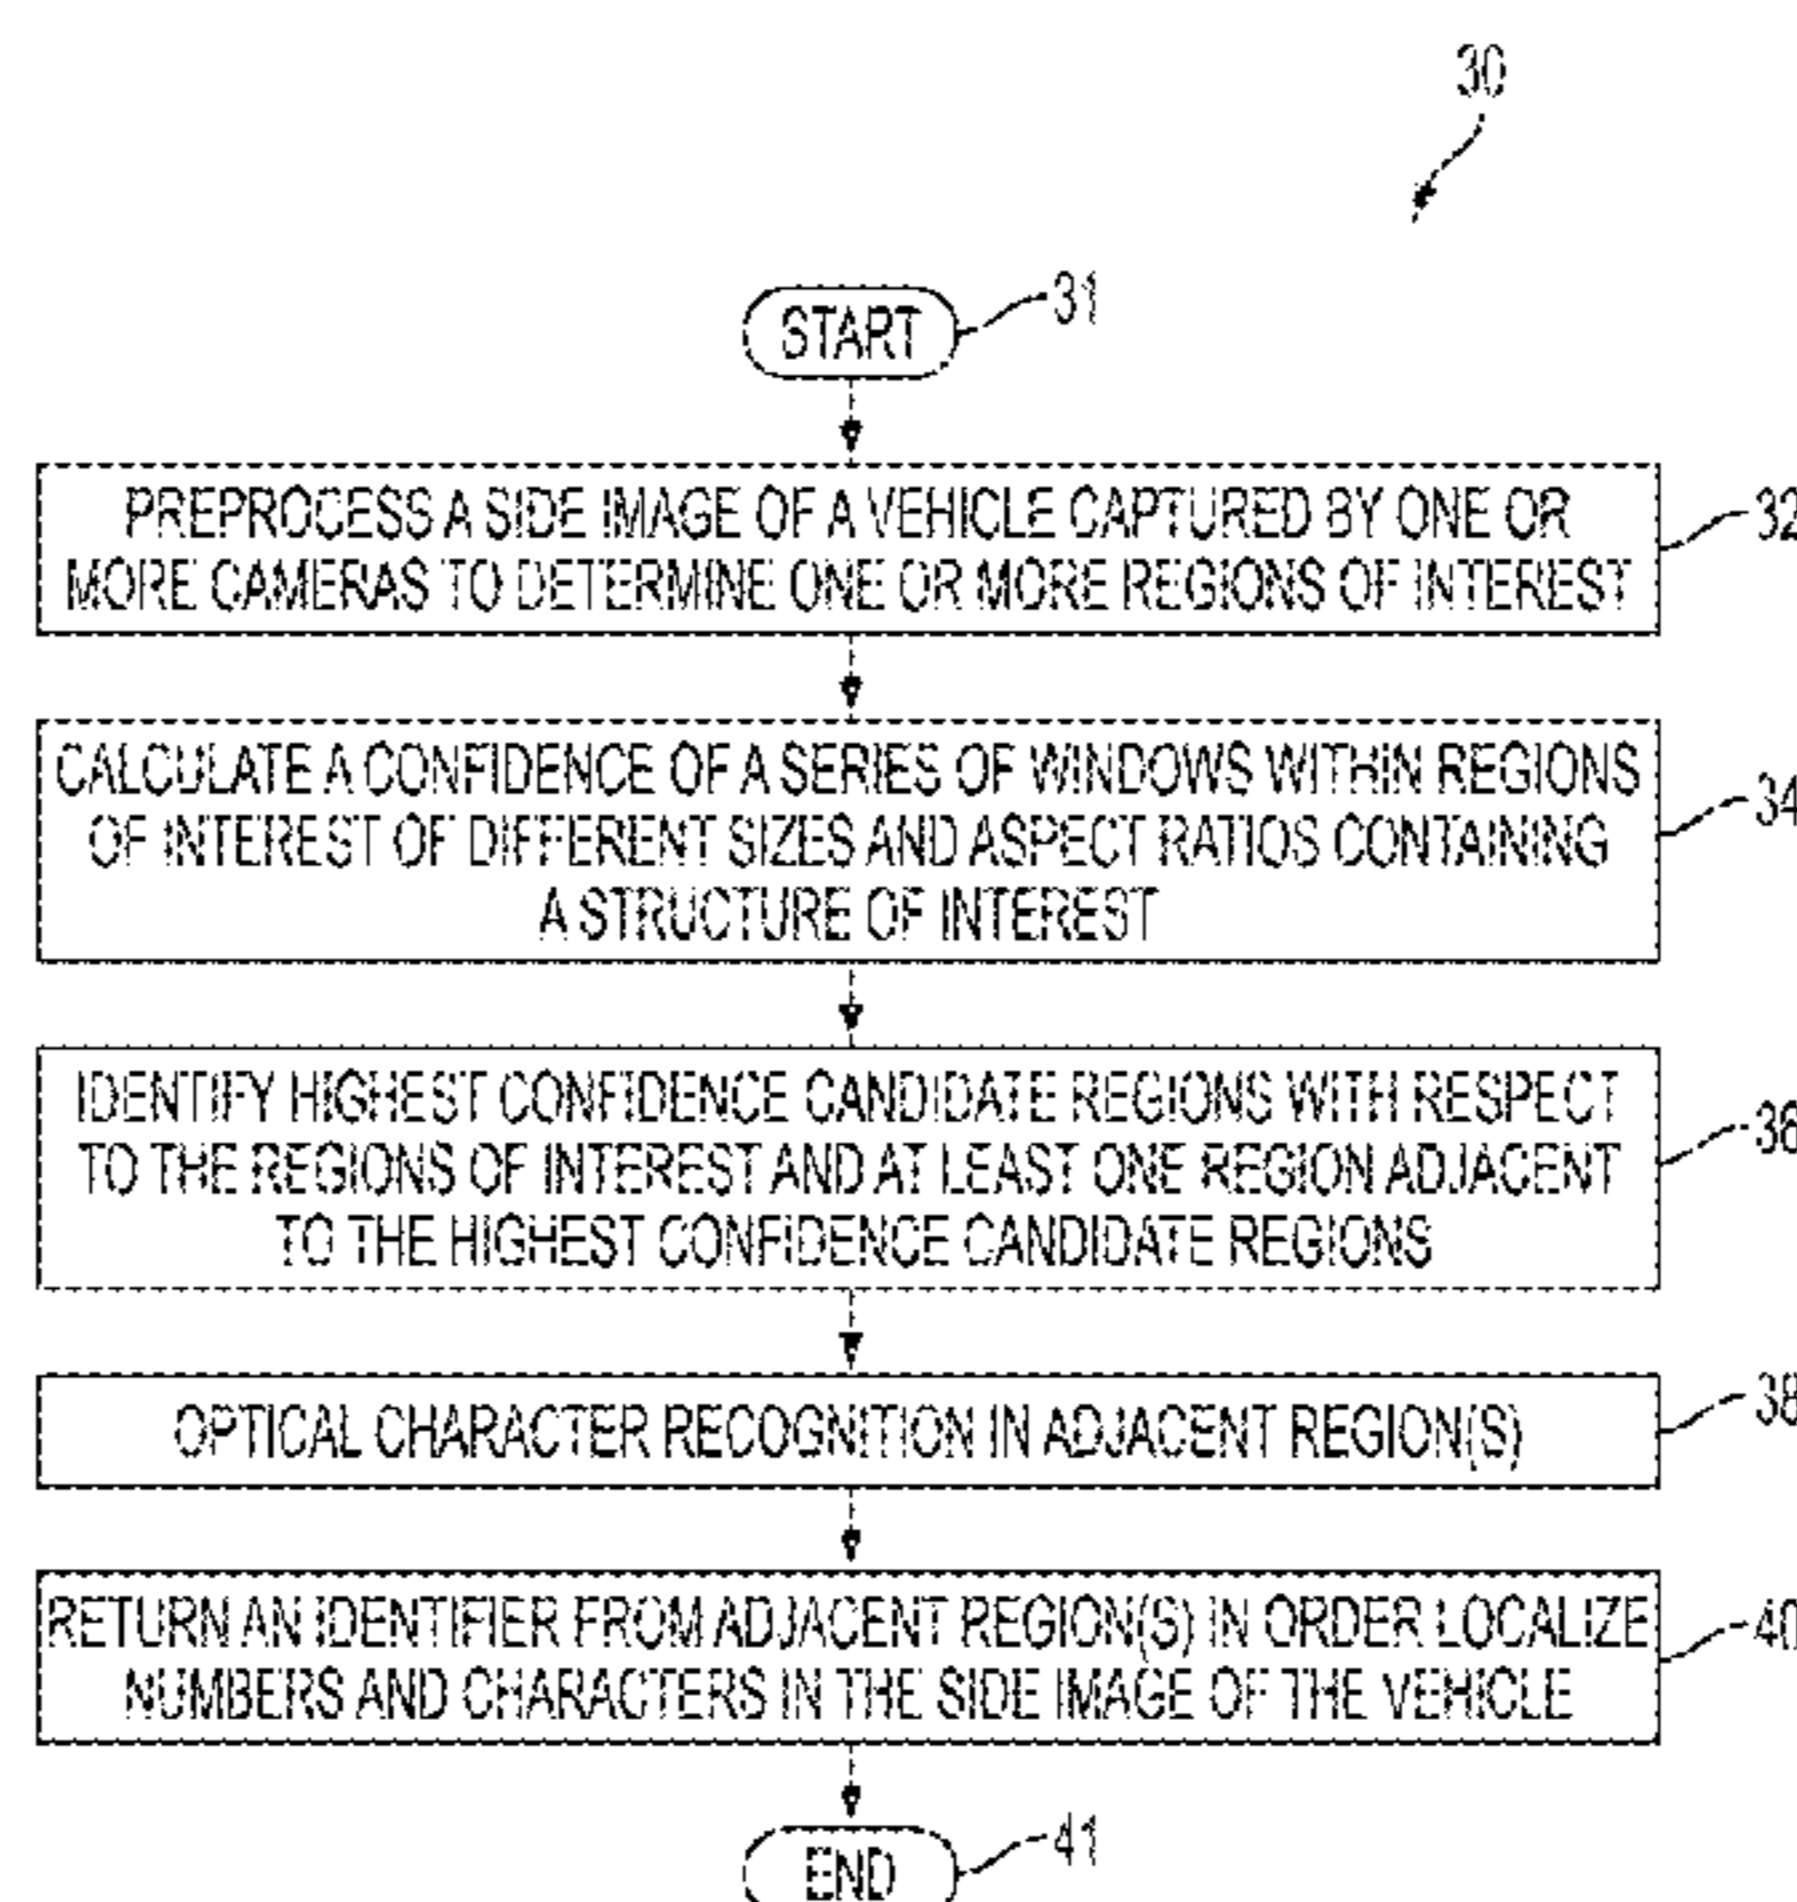 30
START
31
PREPROCESS A SIDE IMAGE OF A VEHICLE CAPTURED BY ONE OR
MORE CAMERAS TO DETERMINE ONE OR MORE REGIONS OF INTEREST
32
CALCULATE A CONFIDENCE OF A SERIES OF WINDOWS WITHIN REGIONS
OF INTEREST OF DIFFERENT SIZES AND ASPECT RATIOS CONTAINING
A STRUCTURE OF INTEREST
34
IDENTIFY HIGHEST CONFIDENCE CANDIDATE REGIONS WITH RESPECT
TO THE REGIONS OF INTEREST AND AT LEAST ONE REGION ADJACENT
TO THE HIGHEST CONFIDENCE CANDIDATE REGIONS
36
OPTICAL CHARACTER RECOGNITION IN ADJACENT REGION(S)
38
RETURN AN IDENTIFIER FROM ADJACENT REGION(S) IN ORDER LOCALIZE
NUMBERS AND CHARACTERS IN THE SIDE IMAGE OF THE VEHICLE
40
END
41